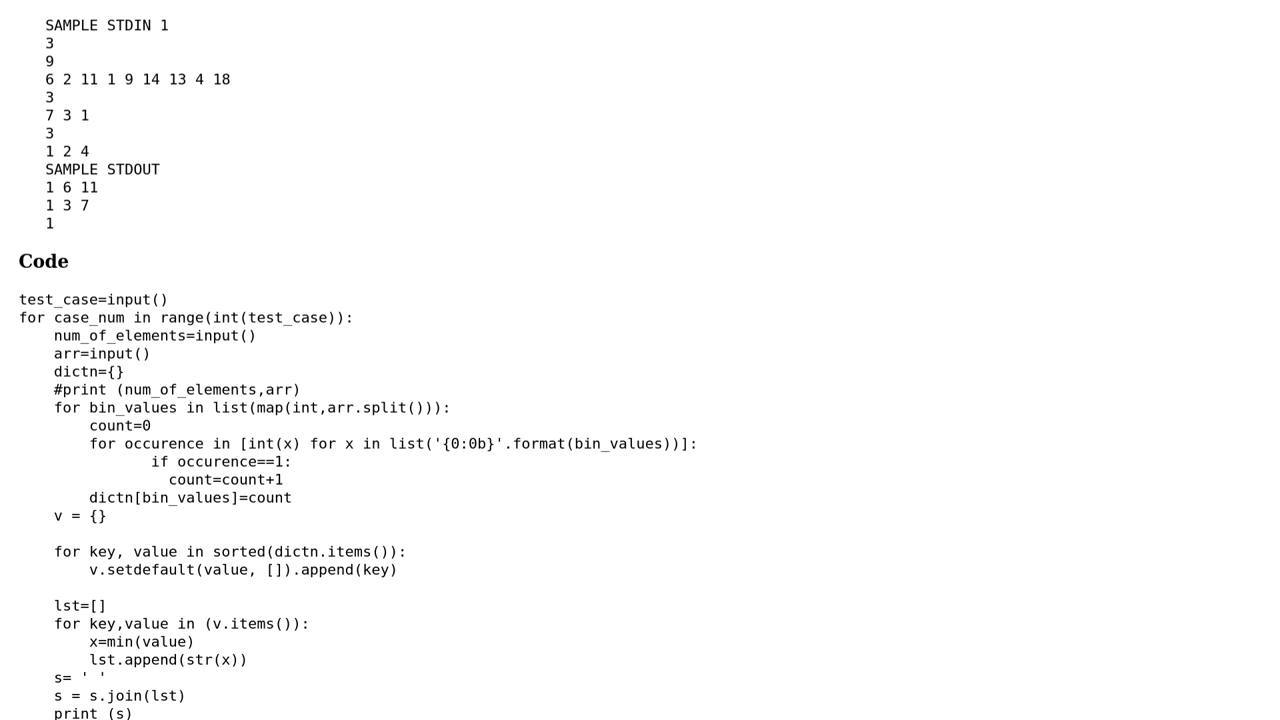 SAMPLE STDIN 1
3
9
6 2 11 1 9 14 13 4 18
3
7 3 1
3
1 2 4
SAMPLE STDOUT
1 6 11
1 3 7
1
Code
test_case=input()
for case_num in range(int(test_case)):
    num_of_elements=input()
    arr=input()
    dictn={}
    #print (num_of_elements,arr)
    for bin_values in list(map(int,arr.split())):
        count=0
        for occurence in [int(x) for x in list('{0:0b}'.format(bin_values))]:
               if occurence==1:
                 count=count+1
        dictn[bin_values]=count
    v = {}
    for key, value in sorted(dictn.items()):
        v.setdefault(value, []).append(key)
    lst=[]
    for key,value in (v.items()):
        x=min(value)
        lst.append(str(x))
    s= ' '
    s = s.join(lst)
    print (s)